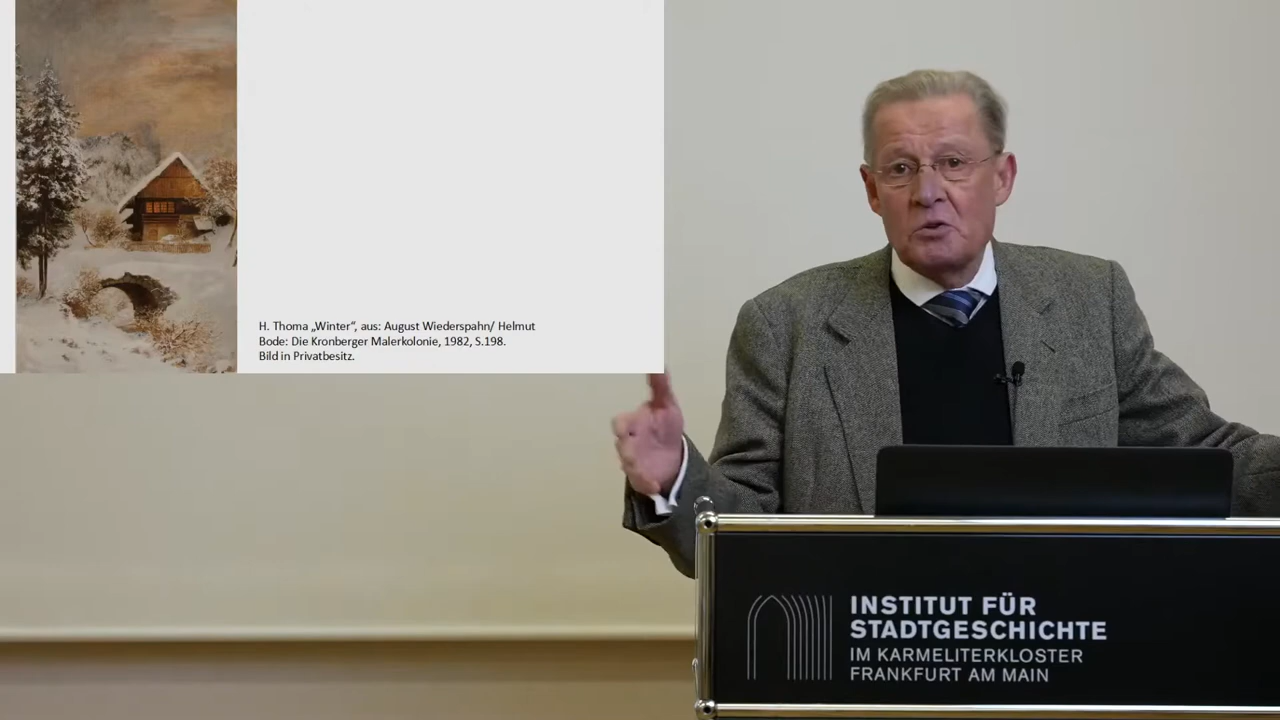 H. Thoma „Winter“, aus: August Wiederspahn/ Helmut
Bode: Die Kronberger Malerkolonie, 1982, S.198.
Bild in Privatbesitz.
INSTITUT FÜR
STADTGESCHICHTE
IM KARMELITERKLOSTER
FRANKFURT AM MAIN